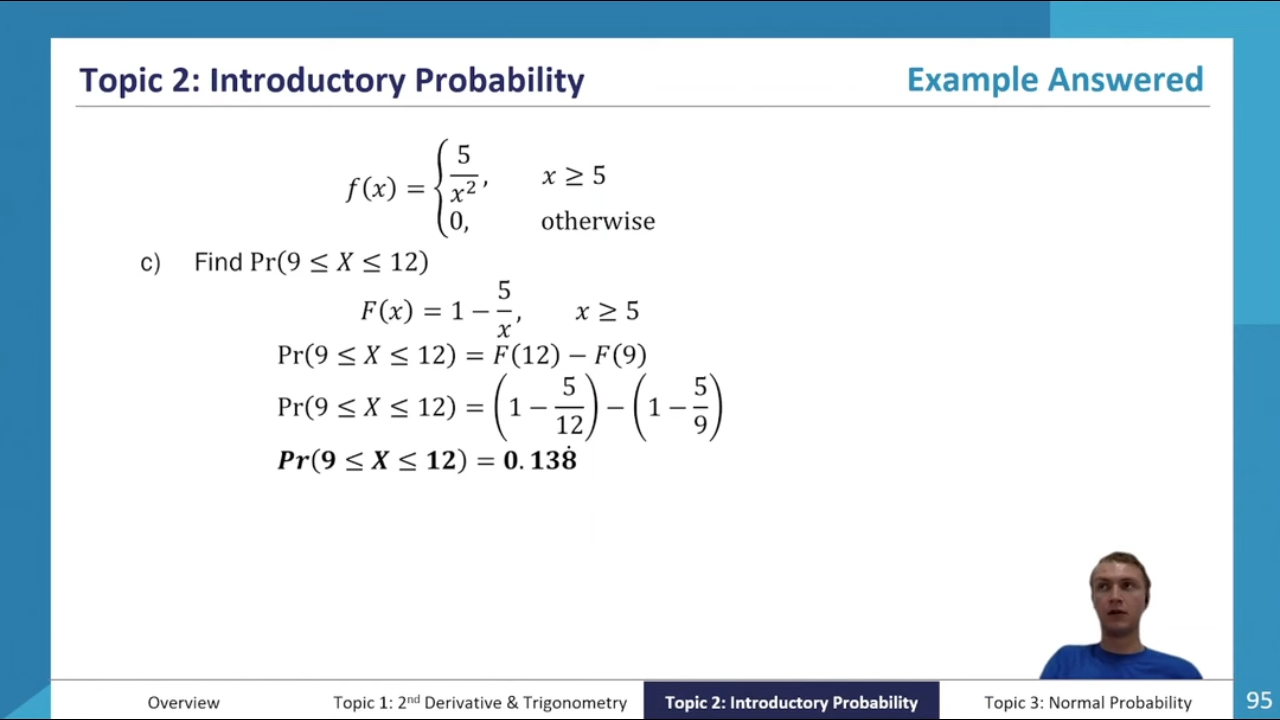 Topic 2: Introductory Probability
Example Answered
f(x) = { 5/x², x ≥ 5
0, otherwise
c) Find Pr(9 ≤ X ≤ 12)
F(x) = 1 − 5/x, x ≥ 5
Pr(9 ≤ X ≤ 12) = F(12) − F(9)
Pr(9 ≤ X ≤ 12) = (1 − 5/12) − (1 − 5/9)
Pr(9 ≤ X ≤ 12) = 0.138̇
Overview
Topic 1: 2nd Derivative & Trigonometry
Topic 2: Introductory Probability
Topic 3: Normal Probability
95